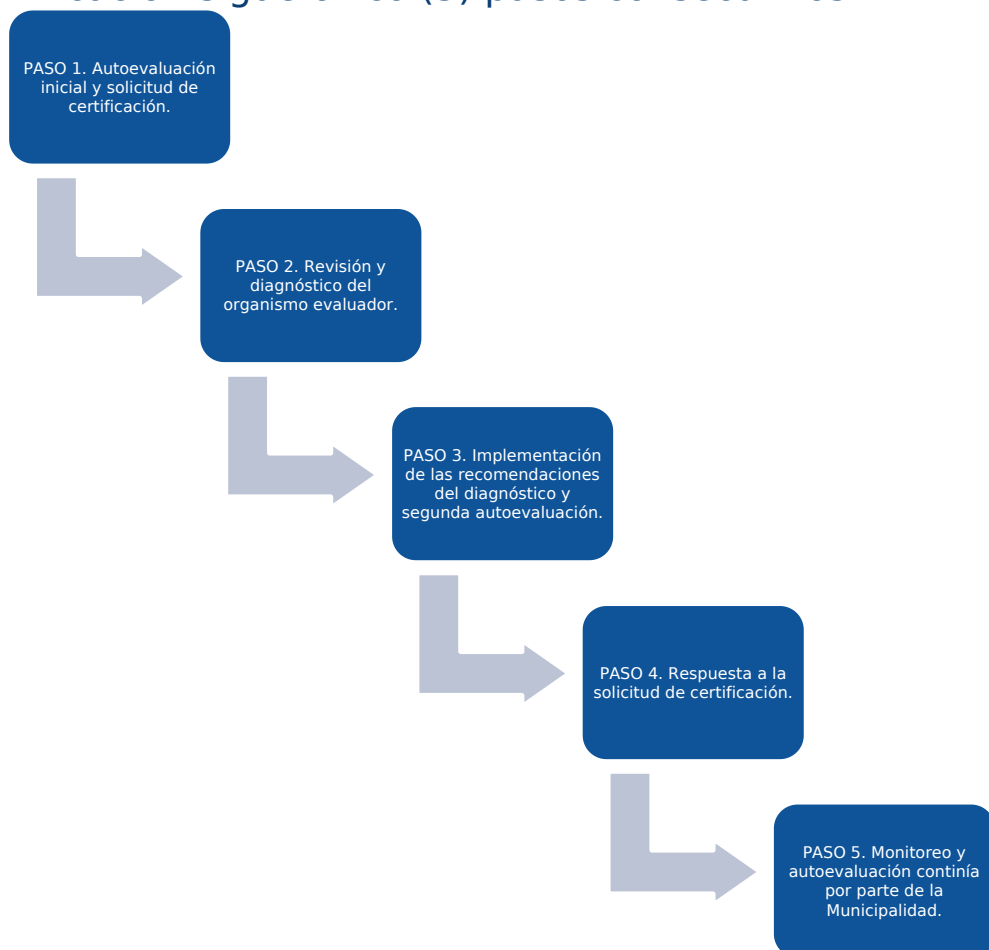 (5)
PASO 1. Autoevaluación
inicial y solicitud de
certificación.
PASO 2. Revisión y
diagnóstico del
organismo evaluador.
PASO 3. Implementación
de las recomendaciones
del diagnóstico y
segunda autoevaluación.
PASO 4. Respuesta a la
solicitud de certificación.
PASO 5. Monitoreo y
autoevaluación continía
por parte de la
Municipalidad.